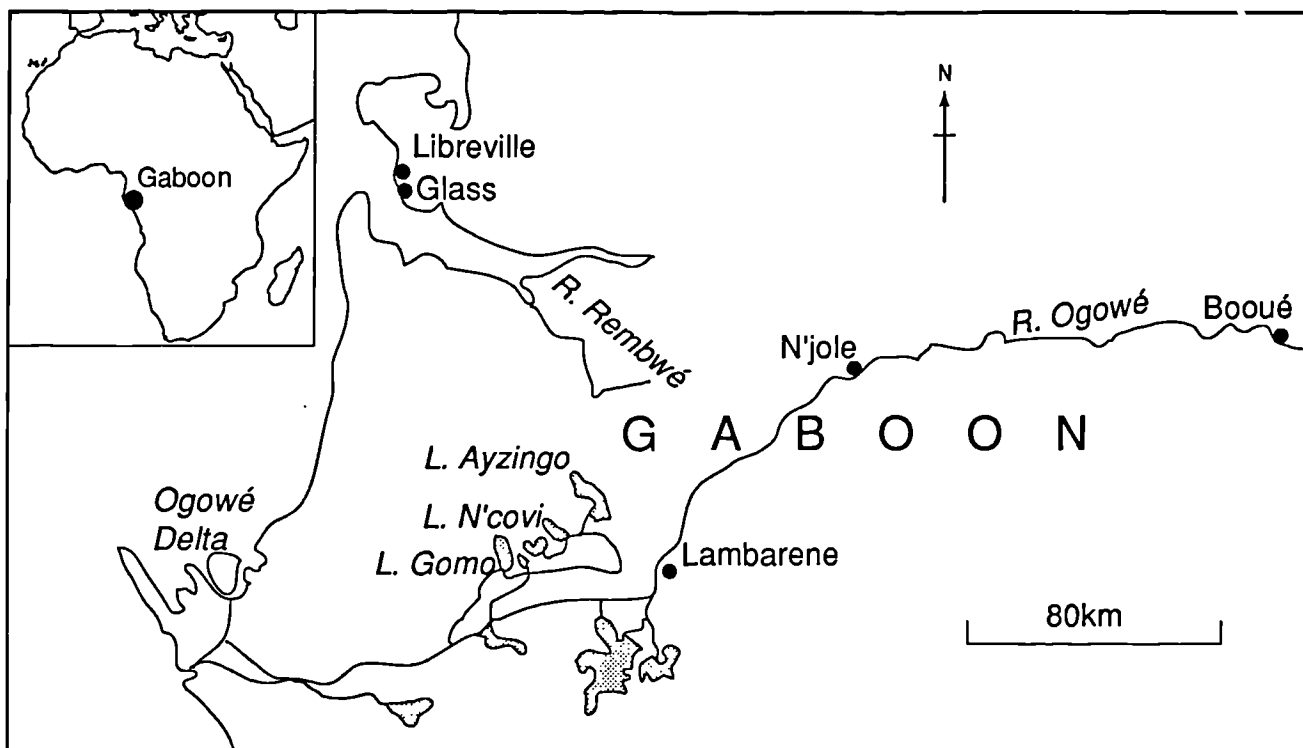 Gaboon
Libreville
Glass
N
R. Rembwé
R. Ogowé
Booué
N'jole
G A B O O N
L. Ayzingo
Ogowé
Delta
L. N'covi
L. Gomo
Lambarene
80km